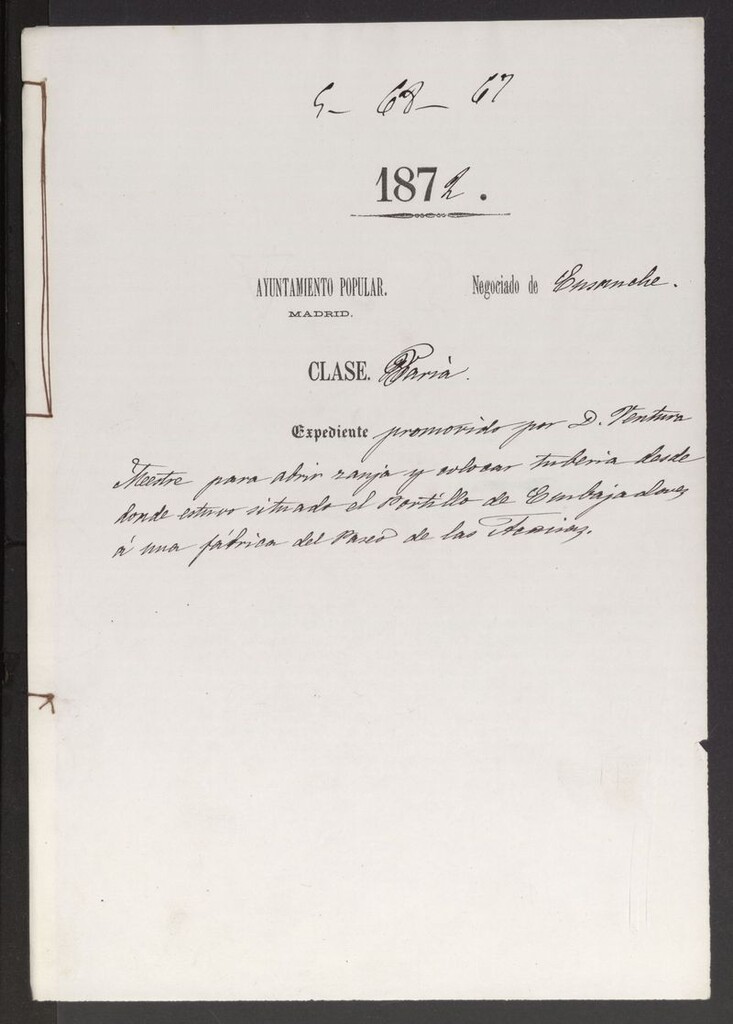 5- 68- 67
1872.
AYUNTAMIENTO POPULAR. Negociado de Ensanche.
MADRID.
CLASE. Varia.
Expediente promovido por D. Ventura
Mestre para abrir zanja y colocar tuberia desde
donde estuvo situado el Portillo de Embajadores
á una fábrica del Paseo de las Acacias.